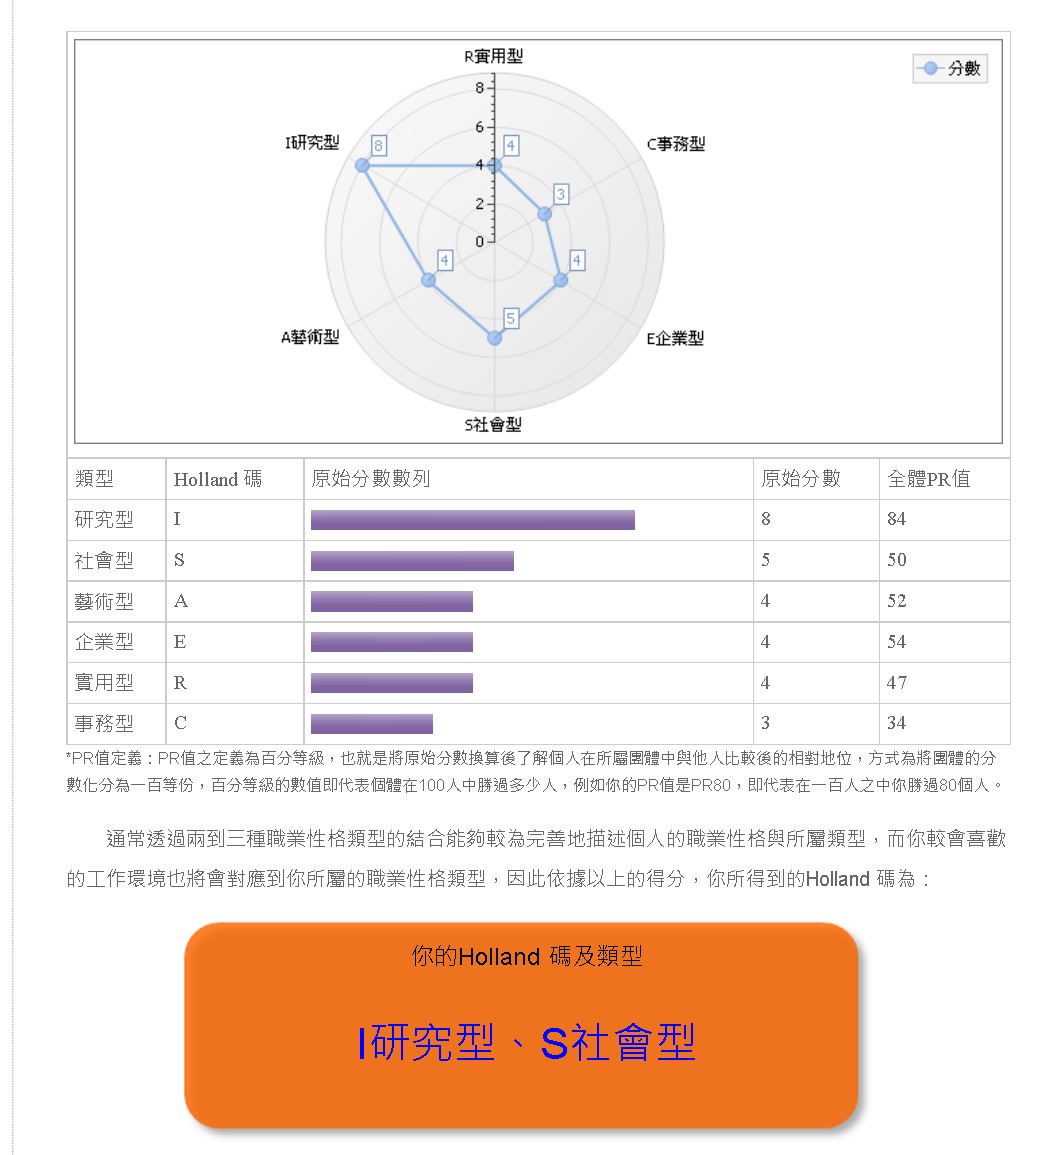 R實用型
分數
8
6
I研究型
8
4
C事務型
4
3
2
0
4
4
5
A藝術型
E企業型
S社會型
類型 Holland 碼 原始分數數列 原始分數 全體PR值
研究型 I 8 84
社會型 S 5 50
藝術型 A 4 52
企業型 E 4 54
實用型 R 4 47
事務型 C 3 34
*PR值定義：PR值之定義為百分等級，也就是將原始分數換算後了解個人在所屬團體中與他人比較後的相對地位，方式為將團體的分
數化分為一百等份，百分等級的數值即代表個體在100人中勝過多少人，例如你的PR值是PR80，即代表在一百人之中你勝過80個人。
通常透過兩到三種職業性格類型的結合能夠較為完善地描述個人的職業性格與所屬類型，而你較會喜歡
的工作環境也將會對應到你所屬的職業性格類型，因此依據以上的得分，你所得到的Holland 碼為：
你的Holland 碼及類型
I研究型、S社會型